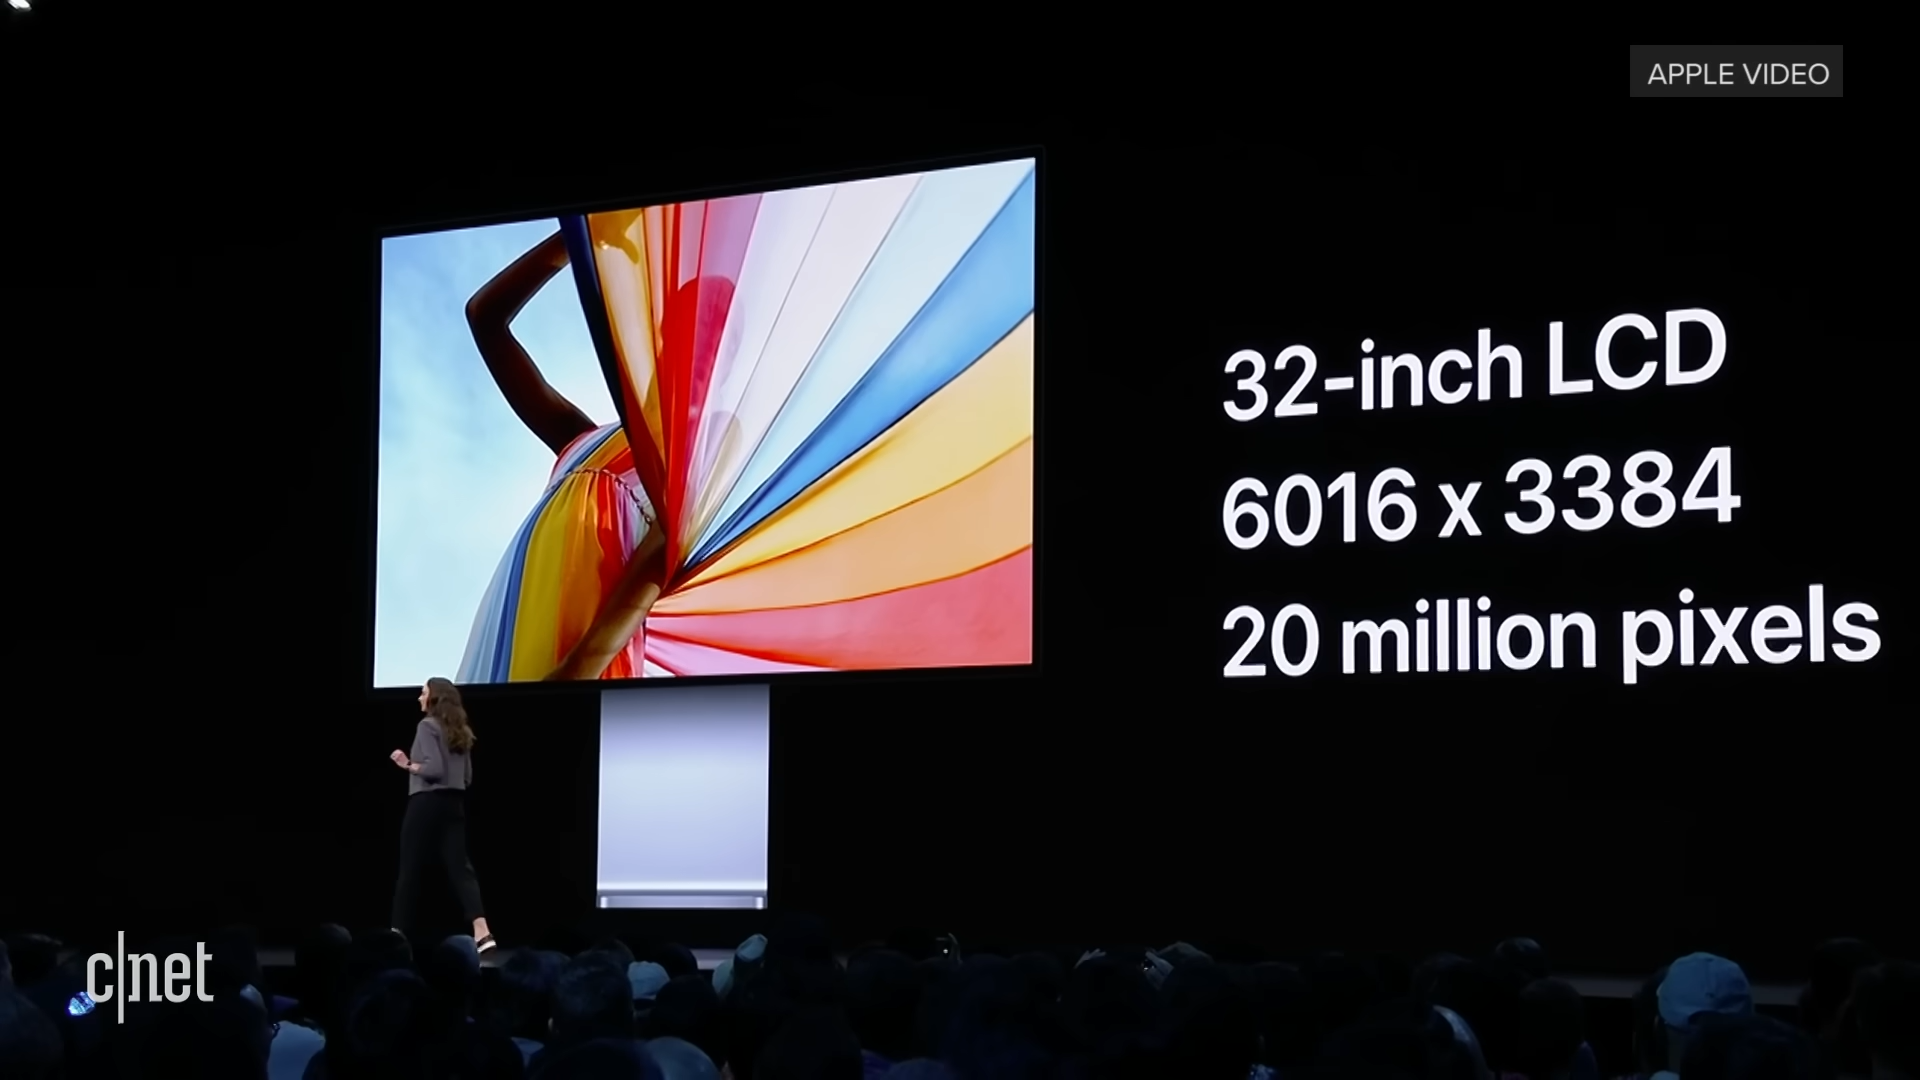 APPLE VIDEO
32-inch LCD
6016 x 3384
20 million pixels
c|net